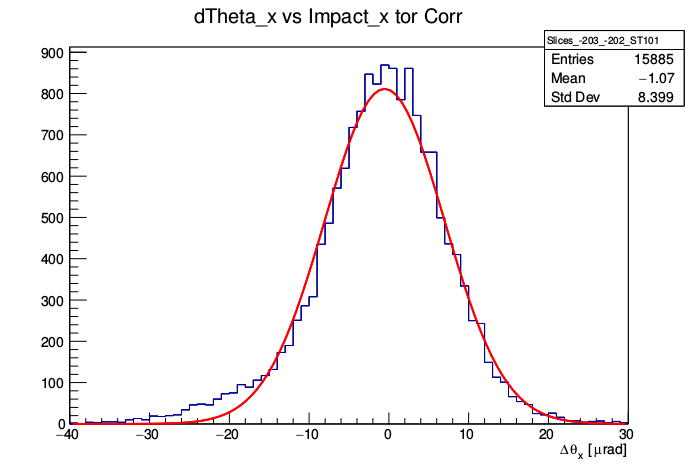 dTheta_x vs Impact_x tor Corr
Slices_-203_-202_ST101
Entries 15885
Mean −1.07
Std Dev 8.399
900
800
700
600
500
400
300
200
100
0
−40 −30 −20 −10 0 10 20 30
Δθx [μrad]